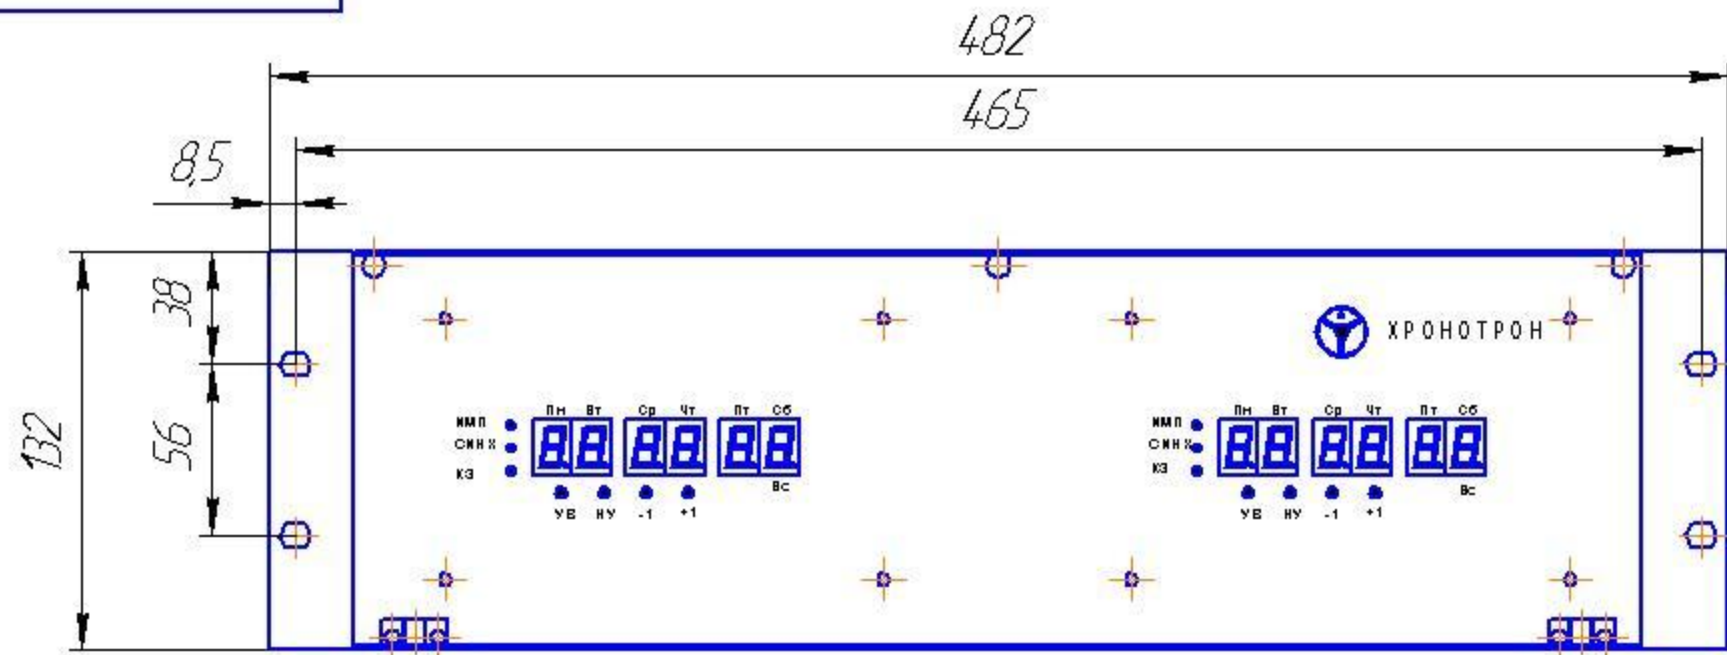 482
465
8,5
38
56
132
ХРОНОТРОН
Пн Вт Ср Чт Пт Сб
ИМП
СИНХ
КЗ
Вс
УВ НУ -1 +1
Пн Вт Ср Чт Пт Сб
ИМП
СИНХ
КЗ
Вс
УВ НУ -1 +1